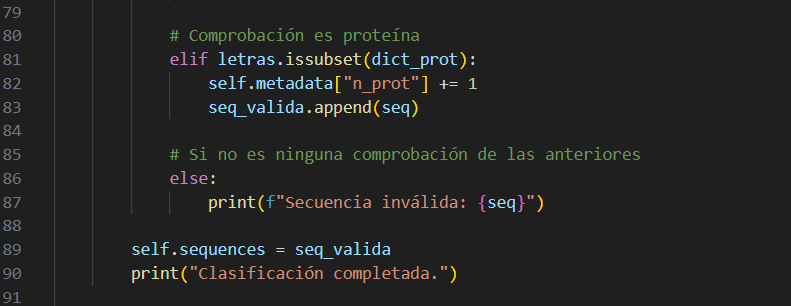 79
80 # Comprobación es proteína
81 elif letras.issubset(dict_prot):
82 self.metadata["n_prot"] += 1
83 seq_valida.append(seq)
84
85 # Si no es ninguna comprobación de las anteriores
86 else:
87 print(f"Secuencia inválida: {seq}")
88
89 self.sequences = seq_valida
90 print("Clasificación completada.")
91